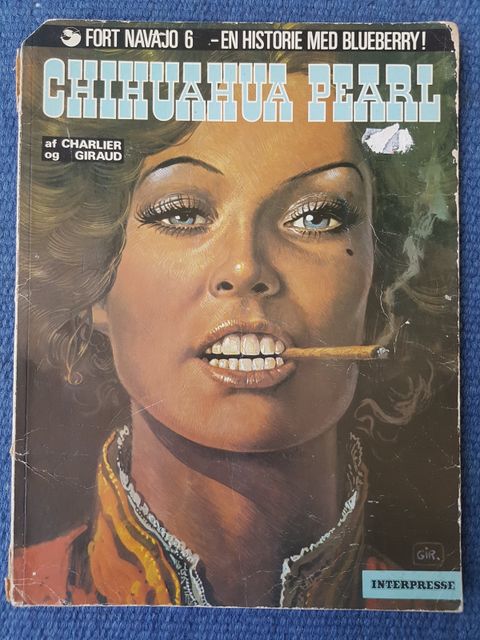 FORT NAVAJO 6 .-EN HISTORIE MED BLUEBERRY!
CHIHUAHUA PEARL
af CHARLIER
og GIRAUD
GIR.
INTERPRESSE